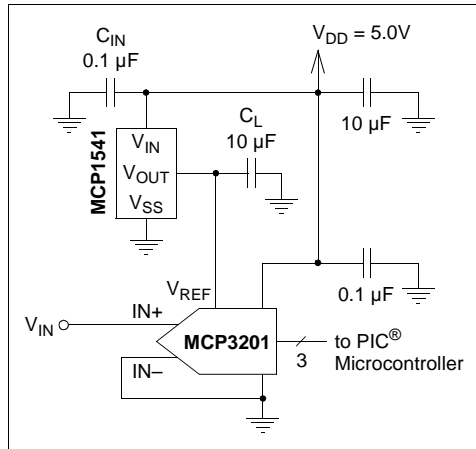 C_IN
0.1 µF
V_DD = 5.0V
10 µF
MCP1541
V_IN
V_OUT
V_SS
C_L
10 µF
0.1 µF
V_REF
V_IN
IN+
IN–
MCP3201
3
to PIC®
Microcontroller